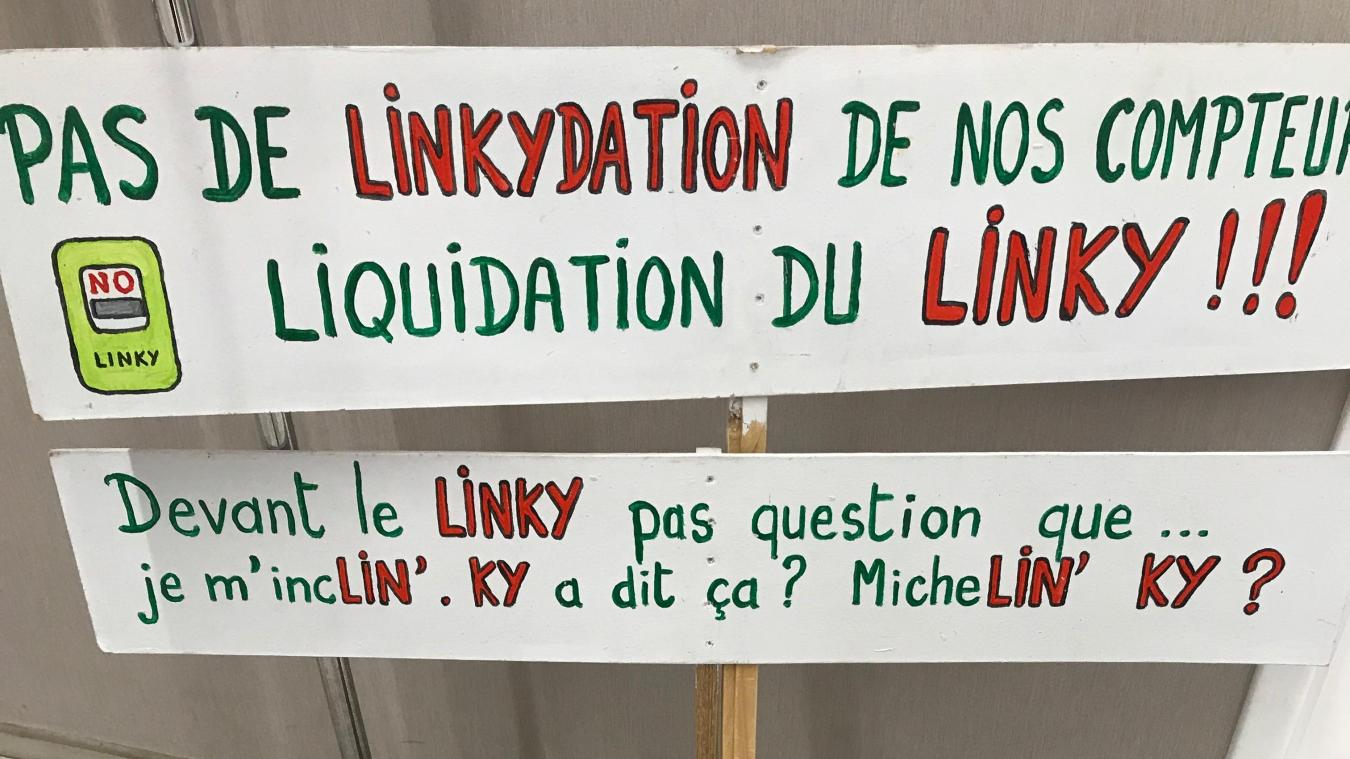 PAS DE LINKYDATION DE NOS COMPTEUR
NO
LINKY
LIQUIDATION DU LINKY !!!
Devant le LINKY pas question que ...
je m'incLIN'. KY a dit ça ? MicheLIN' KY ?